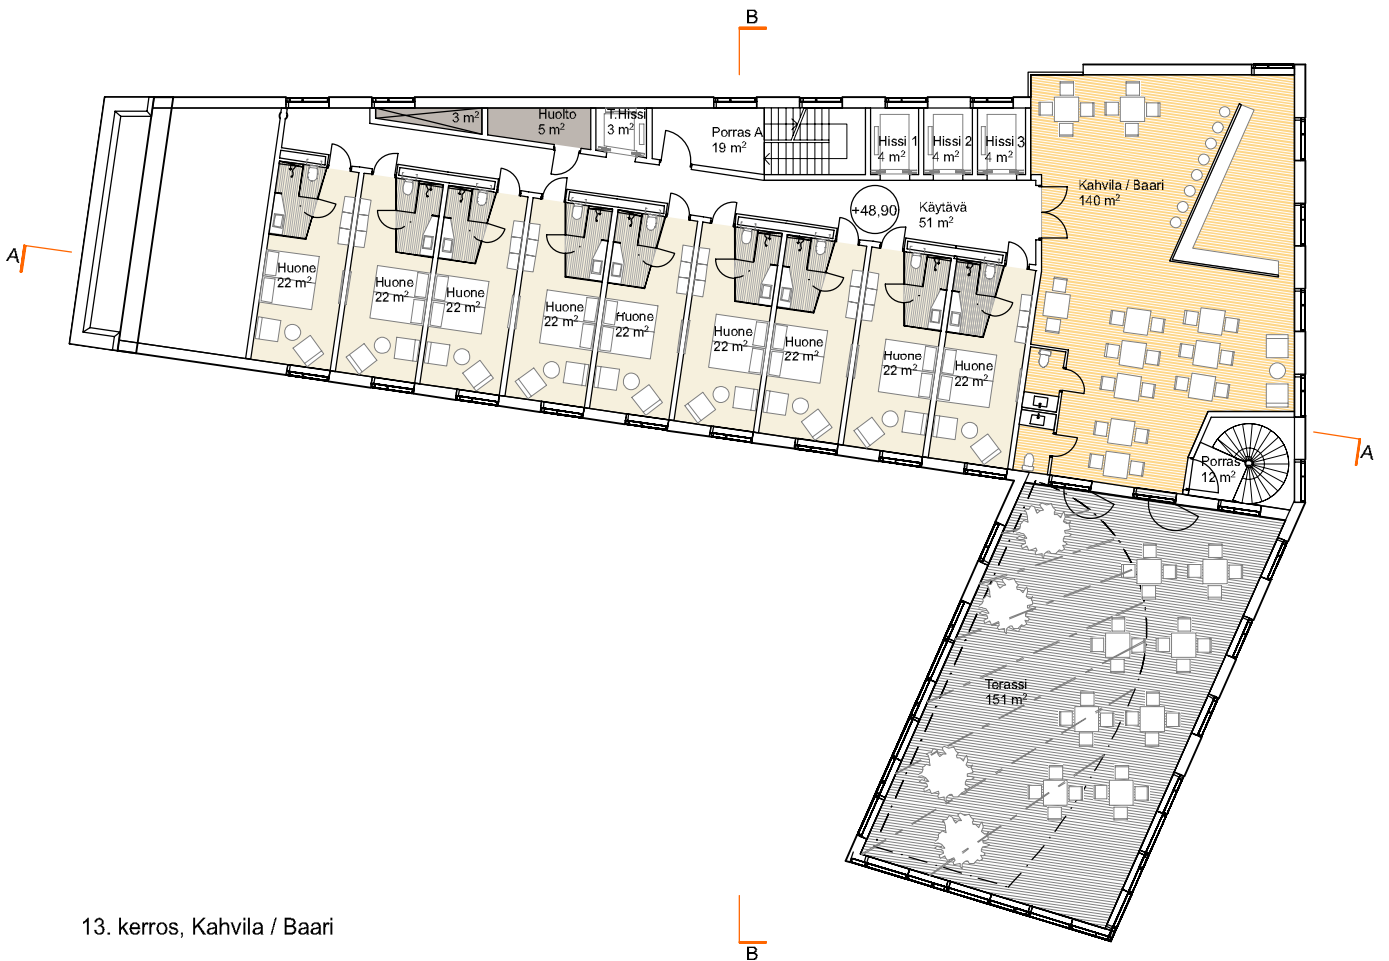 B
3 m²
Huolto
5 m²
T.Hissi
3 m²
Porras A
19 m²
Hissi 1
4 m²
Hissi 2
4 m²
Hissi 3
4 m²
Kahvila / Baari
140 m²
+48,90
Käytävä
51 m²
A
Huone
22 m²
Huone
22 m²
Huone
22 m²
Huone
22 m²
Huone
22 m²
Huone
22 m²
Huone
22 m²
Huone
22 m²
Huone
22 m²
A
Porras
12 m²
Terassi
151 m²
13. kerros, Kahvila / Baari
B